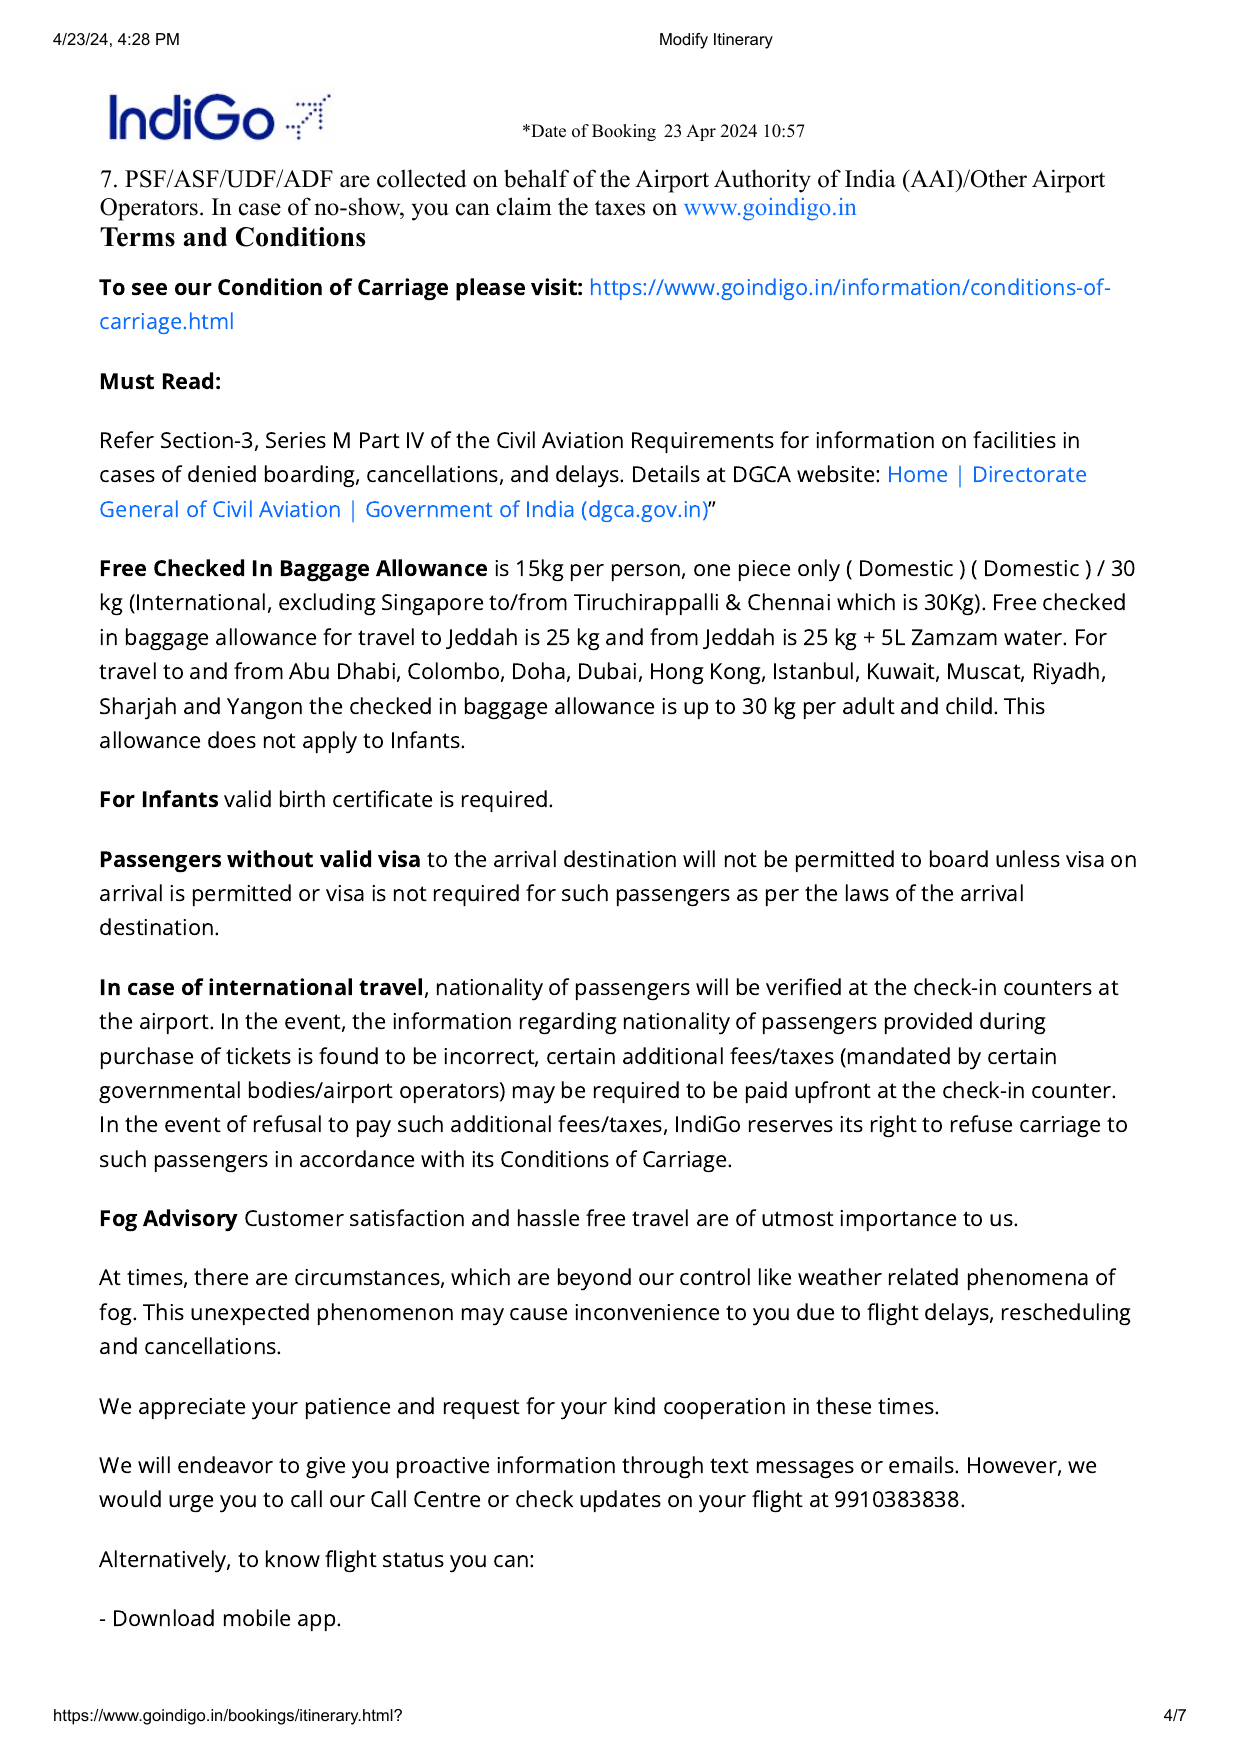 4/23/24, 4:28 PM
Modify Itinerary
IndiGo
*Date of Booking 23 Apr 2024 10:57
7. PSF/ASF/UDF/ADF are collected on behalf of the Airport Authority of India (AAI)/Other Airport
Operators. In case of no-show, you can claim the taxes on www.goindigo.in
Terms and Conditions
To see our Condition of Carriage please visit: https://www.goindigo.in/information/conditions-of-
carriage.html
Must Read:
Refer Section-3, Series M Part IV of the Civil Aviation Requirements for information on facilities in
cases of denied boarding, cancellations, and delays. Details at DGCA website: Home | Directorate
General of Civil Aviation | Government of India (dgca.gov.in)”
Free Checked In Baggage Allowance is 15kg per person, one piece only ( Domestic ) ( Domestic ) / 30
kg (International, excluding Singapore to/from Tiruchirappalli & Chennai which is 30Kg). Free checked
in baggage allowance for travel to Jeddah is 25 kg and from Jeddah is 25 kg + 5L Zamzam water. For
travel to and from Abu Dhabi, Colombo, Doha, Dubai, Hong Kong, Istanbul, Kuwait, Muscat, Riyadh,
Sharjah and Yangon the checked in baggage allowance is up to 30 kg per adult and child. This
allowance does not apply to Infants.
For Infants valid birth certificate is required.
Passengers without valid visa to the arrival destination will not be permitted to board unless visa on
arrival is permitted or visa is not required for such passengers as per the laws of the arrival
destination.
In case of international travel, nationality of passengers will be verified at the check-in counters at
the airport. In the event, the information regarding nationality of passengers provided during
purchase of tickets is found to be incorrect, certain additional fees/taxes (mandated by certain
governmental bodies/airport operators) may be required to be paid upfront at the check-in counter.
In the event of refusal to pay such additional fees/taxes, IndiGo reserves its right to refuse carriage to
such passengers in accordance with its Conditions of Carriage.
Fog Advisory Customer satisfaction and hassle free travel are of utmost importance to us.
At times, there are circumstances, which are beyond our control like weather related phenomena of
fog. This unexpected phenomenon may cause inconvenience to you due to flight delays, rescheduling
and cancellations.
We appreciate your patience and request for your kind cooperation in these times.
We will endeavor to give you proactive information through text messages or emails. However, we
would urge you to call our Call Centre or check updates on your flight at 9910383838.
Alternatively, to know flight status you can:
- Download mobile app.
https://www.goindigo.in/bookings/itinerary.html?
4/7